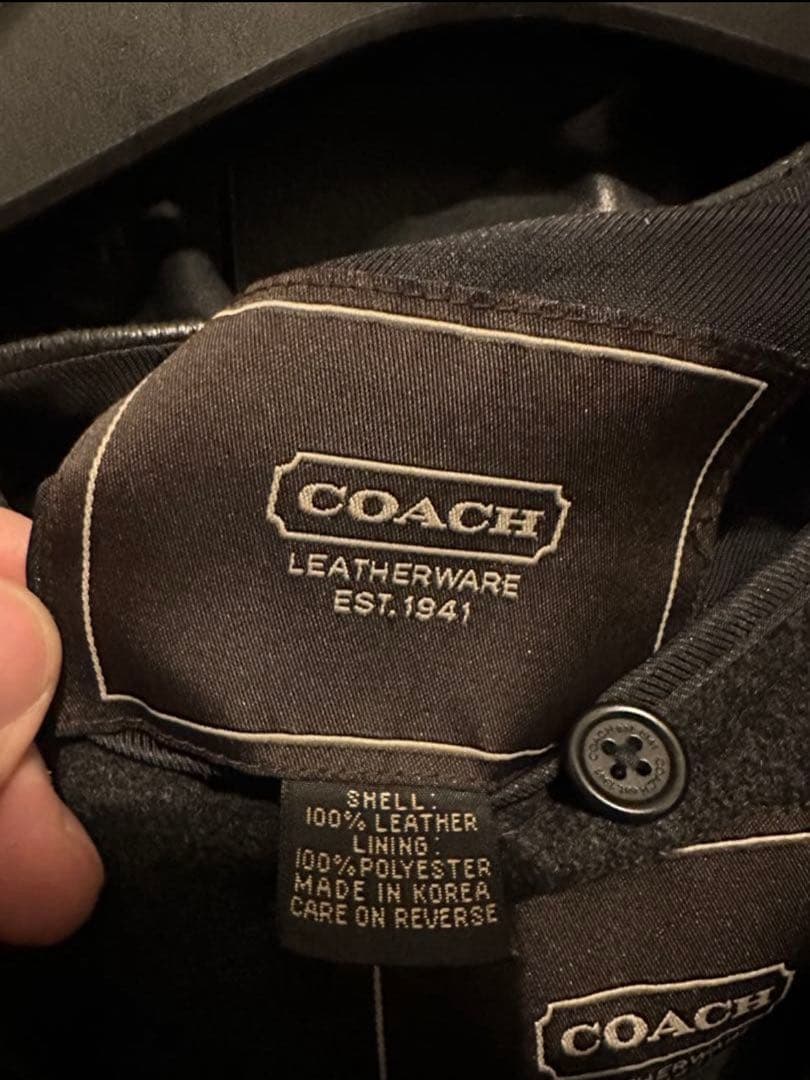 COACH
LEATHERWARE
EST. 1941
SHELL:
100% LEATHER
LINING:
100% POLYESTER
MADE IN KOREA
CARE ON REVERSE
COACH